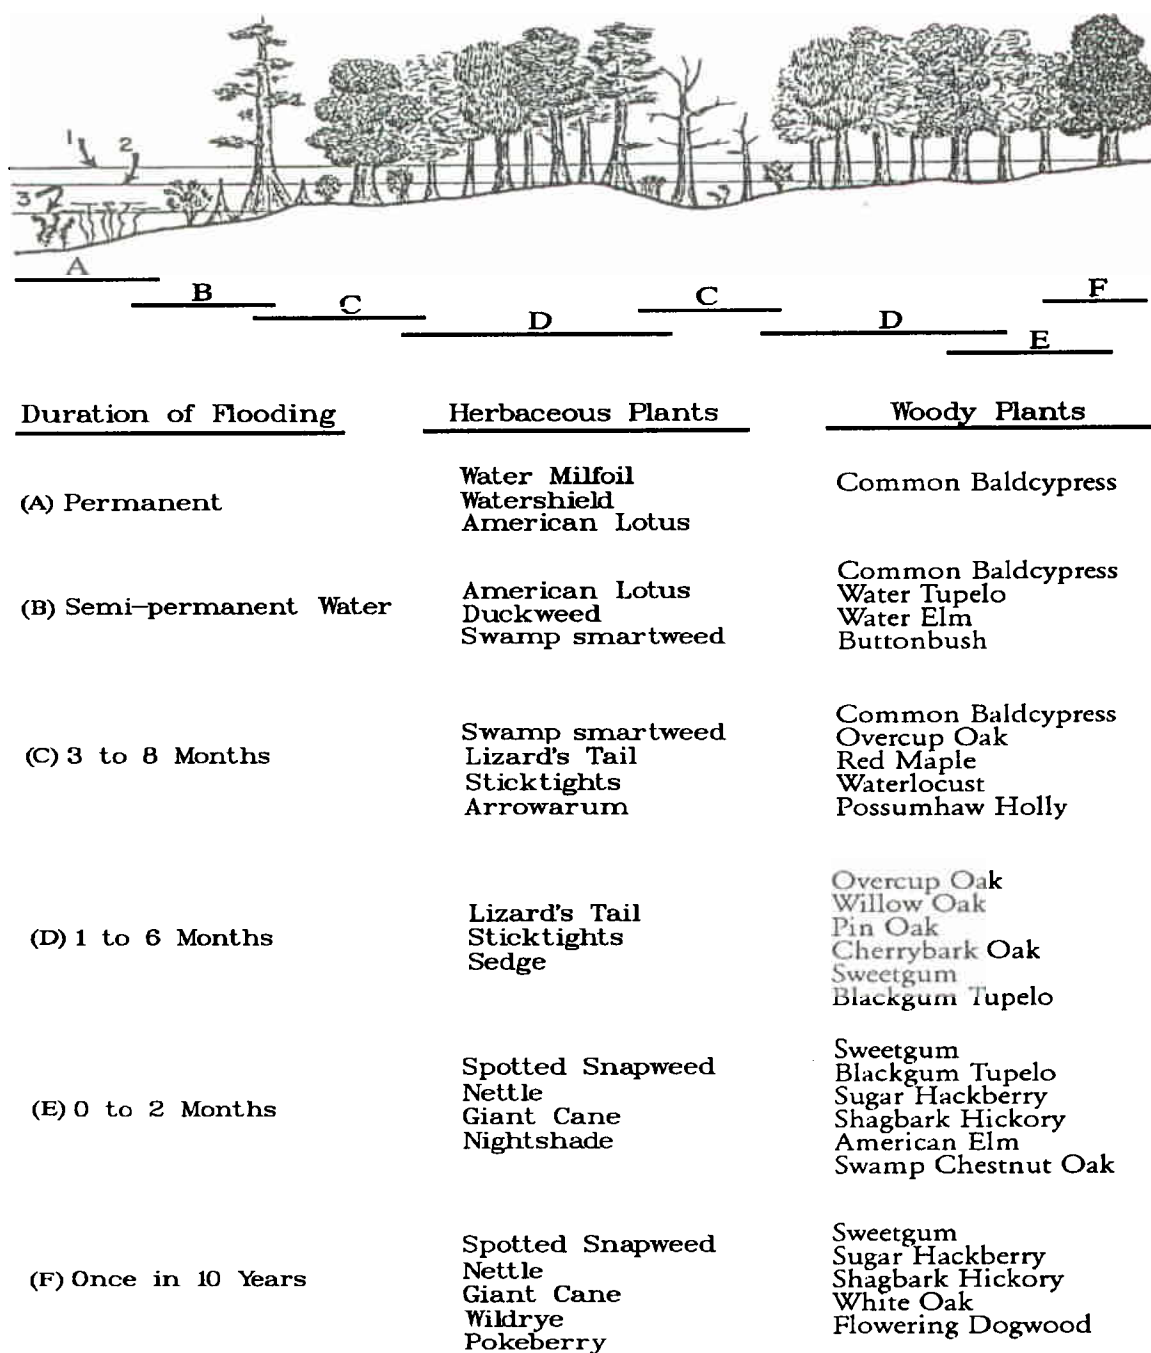 1
2
3
A
B
C
D
C
D
E
F
Duration of Flooding
Herbaceous Plants
Woody Plants
(A) Permanent
Water Milfoil
Watershield
American Lotus
Common Baldcypress
(B) Semi-permanent Water
American Lotus
Duckweed
Swamp smartweed
Common Baldcypress
Water Tupelo
Water Elm
Buttonbush
(C) 3 to 8 Months
Swamp smartweed
Lizard's Tail
Sticktights
Arrowarum
Common Baldcypress
Overcup Oak
Red Maple
Waterlocust
Possumhaw Holly
(D) 1 to 6 Months
Lizard's Tail
Sticktights
Sedge
Overcup Oak
Willow Oak
Pin Oak
Cherrybark Oak
Sweetgum
Blackgum Tupelo
(E) 0 to 2 Months
Spotted Snapweed
Nettle
Giant Cane
Nightshade
Sweetgum
Blackgum Tupelo
Sugar Hackberry
Shagbark Hickory
American Elm
Swamp Chestnut Oak
(F) Once in 10 Years
Spotted Snapweed
Nettle
Giant Cane
Wildrye
Pokeberry
Sweetgum
Sugar Hackberry
Shagbark Hickory
White Oak
Flowering Dogwood